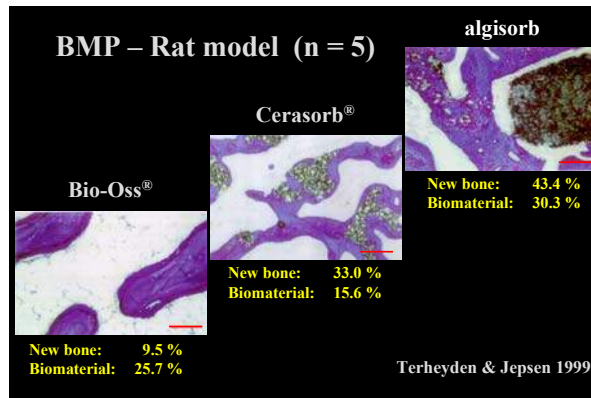 BMP – Rat model (n = 5)
algisorb
Cerasorb®
Bio-Oss®
New bone: 43.4 %
Biomaterial: 30.3 %
New bone: 33.0 %
Biomaterial: 15.6 %
New bone: 9.5 %
Biomaterial: 25.7 %
Terheyden & Jepsen 1999